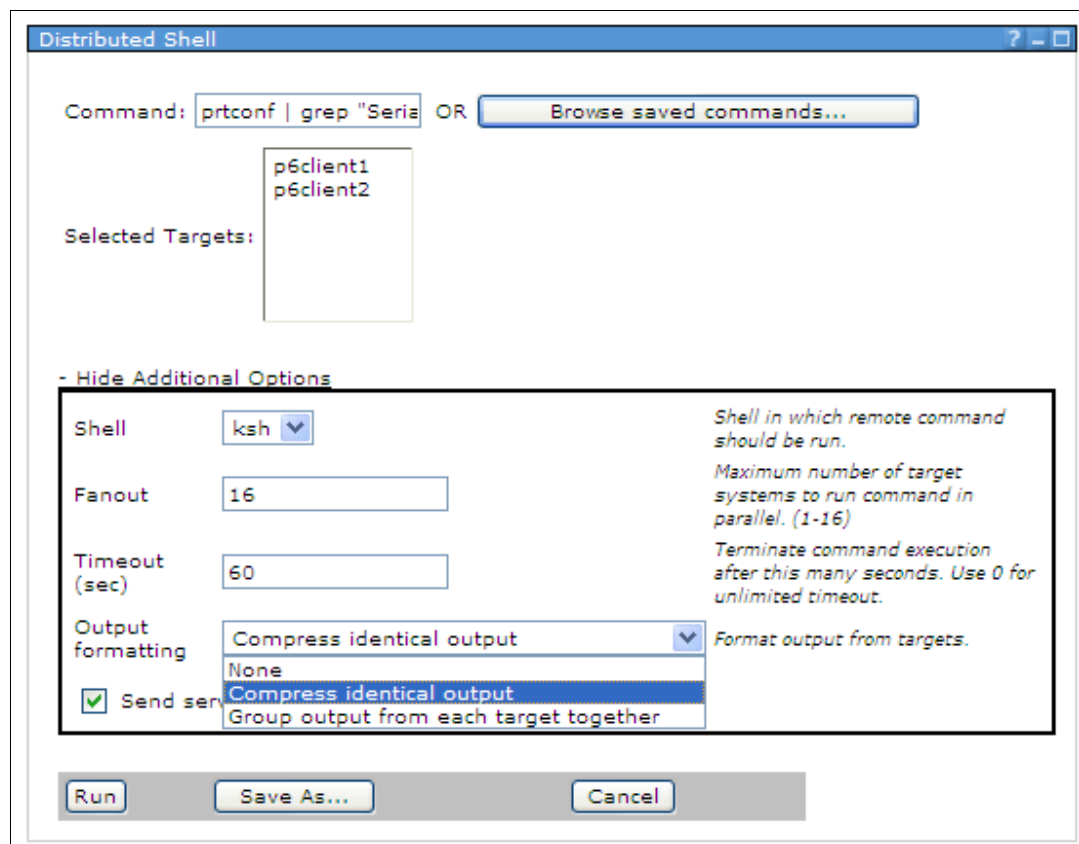 Distributed Shell
Command: prtconf | grep "Seria OR Browse saved commands...
p6client1
p6client2
Selected Targets:
- Hide Additional Options
Shell ksh
Shell in which remote command
should be run.
Fanout 16
Maximum number of target
systems to run command in
parallel. (1-16)
Timeout
(sec)
60
Terminate command execution
after this many seconds. Use 0 for
unlimited timeout.
Output
formatting
Compress identical output
Format output from targets.
None
Compress identical output
Group output from each target together
Send ser
Run Save As... Cancel